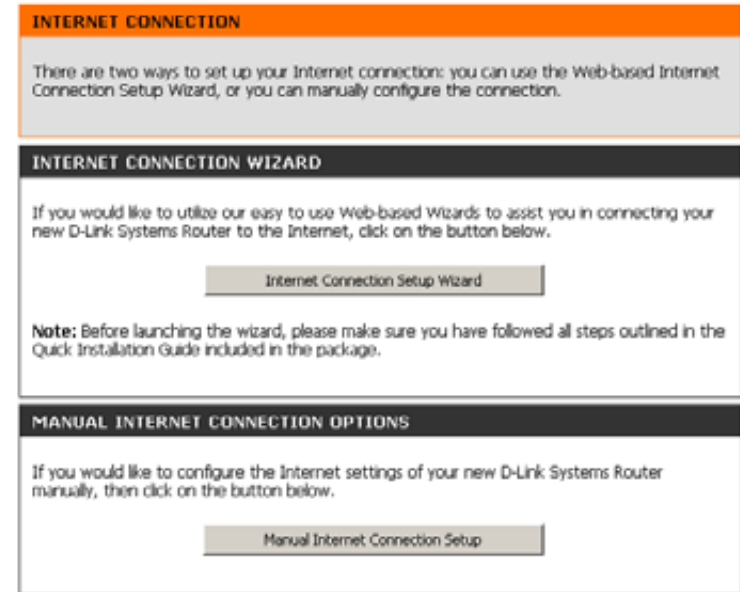 INTERNET CONNECTION
There are two ways to set up your Internet connection: you can use the Web-based Internet
Connection Setup Wizard, or you can manually configure the connection.
INTERNET CONNECTION WIZARD
If you would like to utilize our easy to use Web-based Wizards to assist you in connecting your
new D-Link Systems Router to the Internet, click on the button below.
Internet Connection Setup Wizard
Note: Before launching the wizard, please make sure you have followed all steps outlined in the
Quick Installation Guide included in the package.
MANUAL INTERNET CONNECTION OPTIONS
If you would like to configure the Internet settings of your new D-Link Systems Router
manually, then click on the button below.
Manual Internet Connection Setup